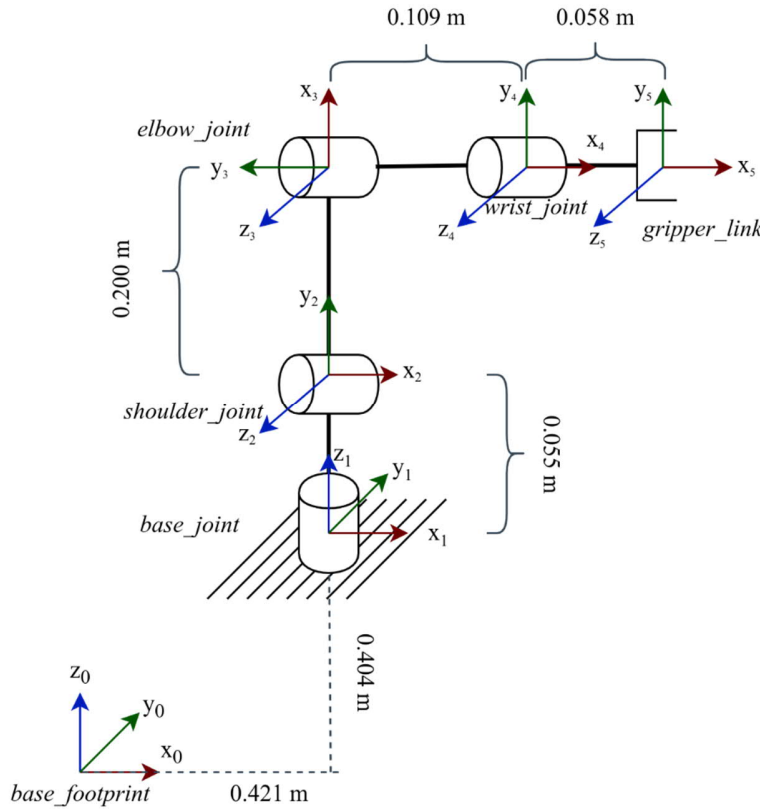 0.109 m
0.058 m
x₃
y₄
y₅
elbow_joint
x₄
y₃
x₅
z₃
z₄
wrist_joint
z₅
gripper_link
0.200 m
y₂
x₂
shoulder_joint
z₂
0.055 m
z₁
y₁
base_joint
x₁
0.404 m
z₀
y₀
x₀
base_footprint
0.421 m